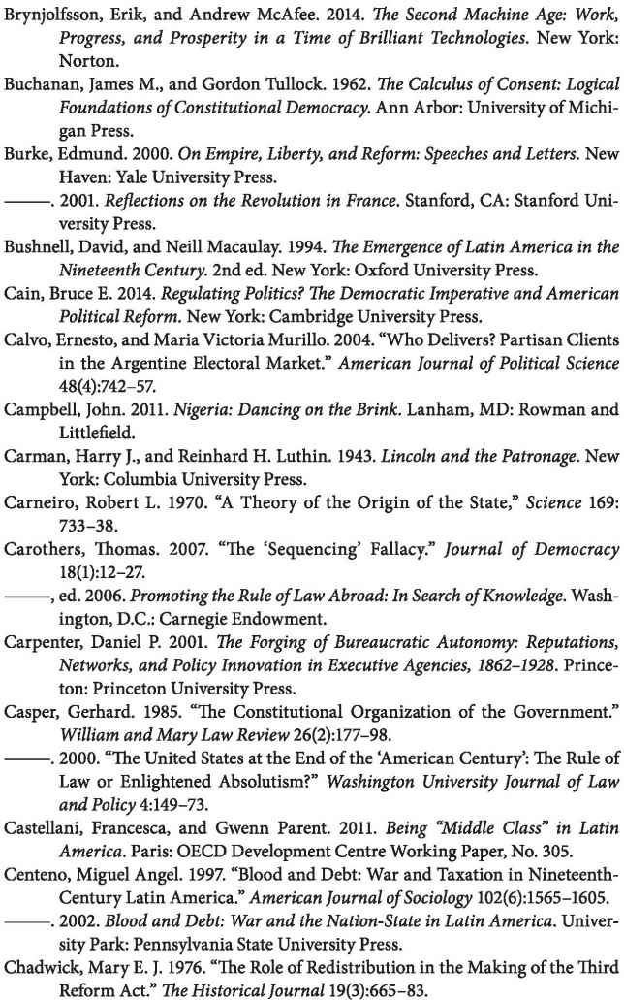 Brynjolfsson, Erik, and Andrew McAfee. 2014. The Second Machine Age: Work,
Progress, and Prosperity in a Time of Brilliant Technologies. New York:
Norton.
Buchanan, James M., and Gordon Tullock. 1962. The Calculus of Consent: Logical
Foundations of Constitutional Democracy. Ann Arbor: University of Michi-
gan Press.
Burke, Edmund. 2000. On Empire, Liberty, and Reform: Speeches and Letters. New
Haven: Yale University Press.
———. 2001. Reflections on the Revolution in France. Stanford, CA: Stanford Uni-
versity Press.
Bushnell, David, and Neill Macaulay. 1994. The Emergence of Latin America in the
Nineteenth Century. 2nd ed. New York: Oxford University Press.
Cain, Bruce E. 2014. Regulating Politics? The Democratic Imperative and American
Political Reform. New York: Cambridge University Press.
Calvo, Ernesto, and Maria Victoria Murillo. 2004. “Who Delivers? Partisan Clients
in the Argentine Electoral Market.” American Journal of Political Science
48(4):742–57.
Campbell, John. 2011. Nigeria: Dancing on the Brink. Lanham, MD: Rowman and
Littlefield.
Carman, Harry J., and Reinhard H. Luthin. 1943. Lincoln and the Patronage. New
York: Columbia University Press.
Carneiro, Robert L. 1970. “A Theory of the Origin of the State,” Science 169:
733–38.
Carothers, Thomas. 2007. “The ‘Sequencing’ Fallacy.” Journal of Democracy
18(1):12–27.
———, ed. 2006. Promoting the Rule of Law Abroad: In Search of Knowledge. Wash-
ington, D.C.: Carnegie Endowment.
Carpenter, Daniel P. 2001. The Forging of Bureaucratic Autonomy: Reputations,
Networks, and Policy Innovation in Executive Agencies, 1862–1928. Prince-
ton: Princeton University Press.
Casper, Gerhard. 1985. “The Constitutional Organization of the Government.”
William and Mary Law Review 26(2):177–98.
———. 2000. “The United States at the End of the ‘American Century’: The Rule of
Law or Enlightened Absolutism?” Washington University Journal of Law
and Policy 4:149–73.
Castellani, Francesca, and Gwenn Parent. 2011. Being “Middle Class” in Latin
America. Paris: OECD Development Centre Working Paper, No. 305.
Centeno, Miguel Angel. 1997. “Blood and Debt: War and Taxation in Nineteenth-
Century Latin America.” American Journal of Sociology 102(6):1565–1605.
———. 2002. Blood and Debt: War and the Nation-State in Latin America. Univer-
sity Park: Pennsylvania State University Press.
Chadwick, Mary E. J. 1976. “The Role of Redistribution in the Making of the Third
Reform Act.” The Historical Journal 19(3):665–83.